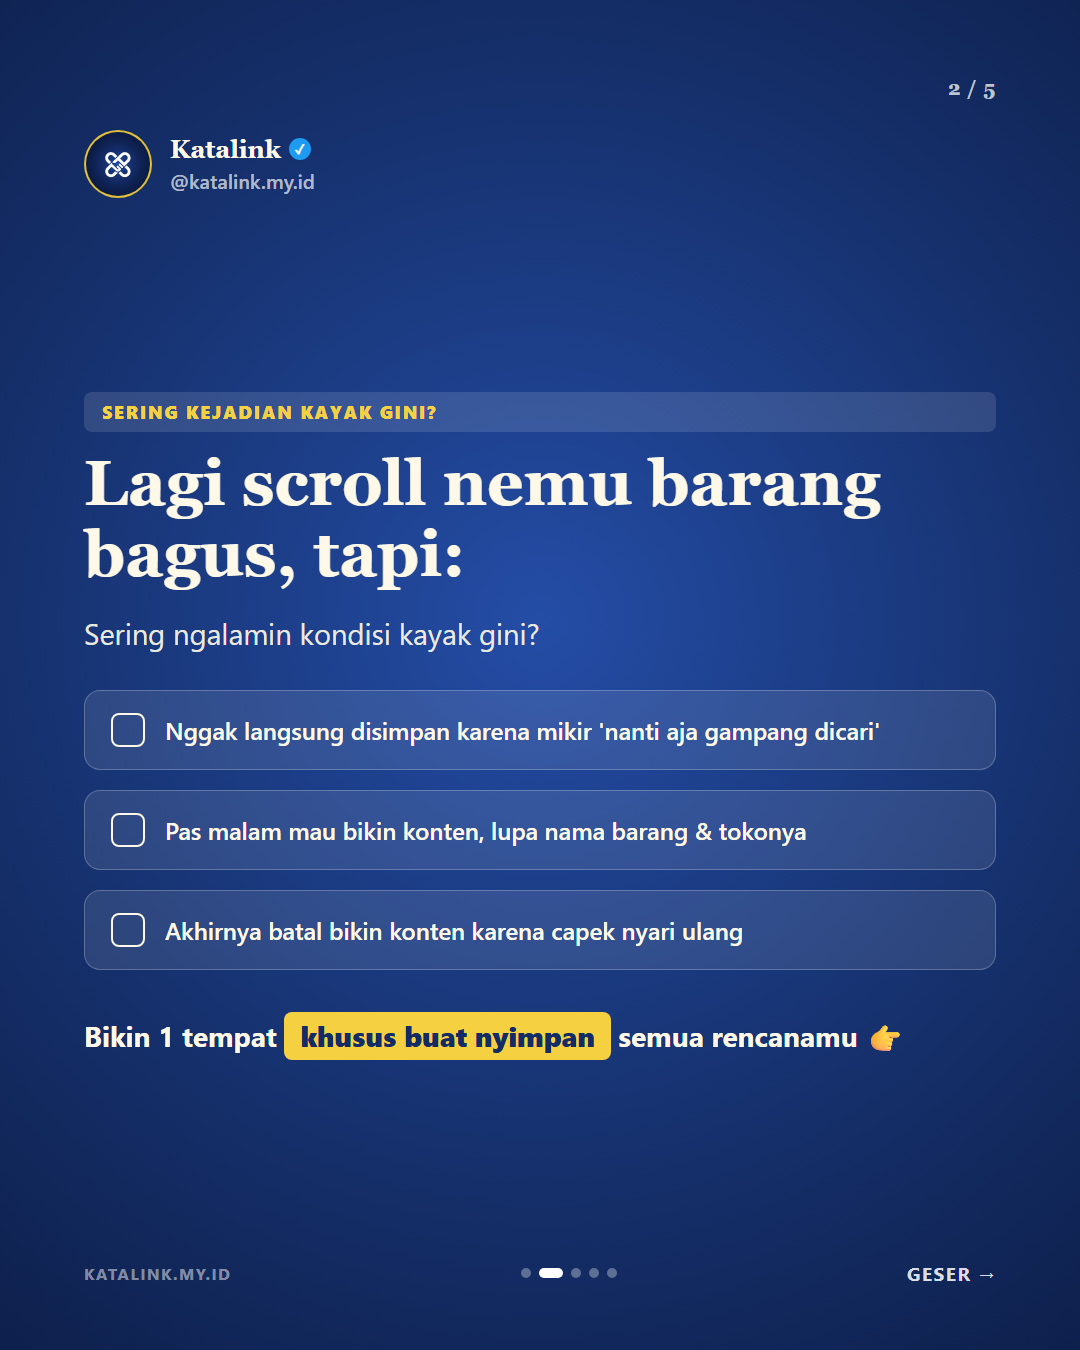 2 / 5
Katalink
@katalink.my.id
SERING KEJADIAN KAYAK GINI?
Lagi scroll nemu barang
bagus, tapi:
Sering ngalamin kondisi kayak gini?
Nggak langsung disimpan karena mikir 'nanti aja gampang dicari'
Pas malam mau bikin konten, lupa nama barang & tokonya
Akhirnya batal bikin konten karena capek nyari ulang
Bikin 1 tempat khusus buat nyimpan semua rencanamu 👉
KATALINK.MY.ID
GESER →